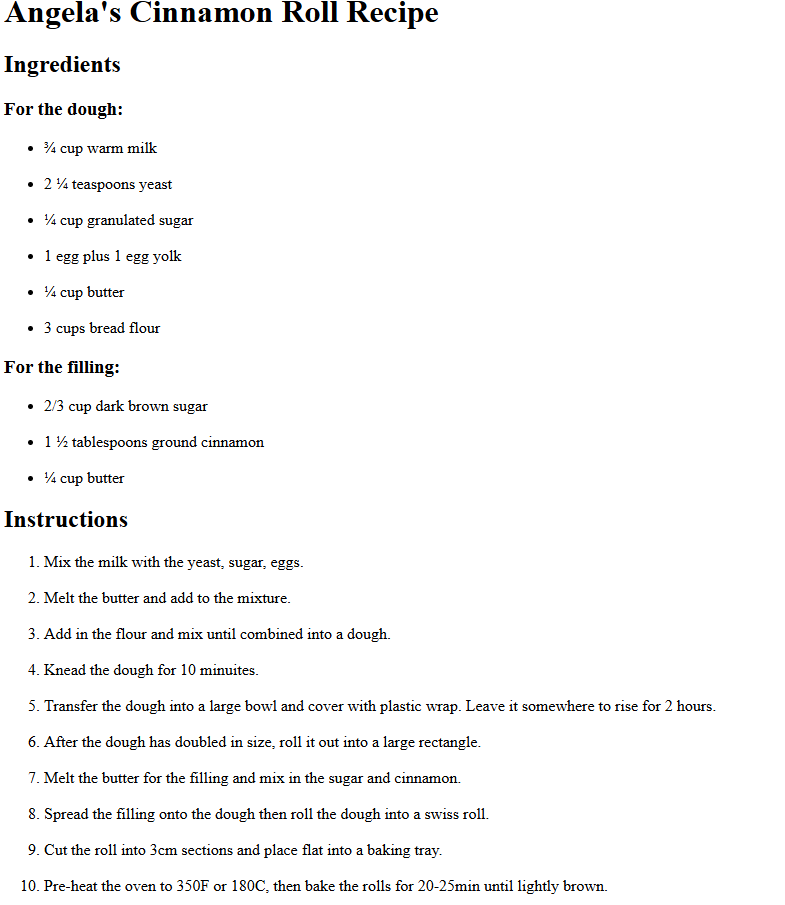 Angela's Cinnamon Roll Recipe
Ingredients
For the dough:
• ¾ cup warm milk
• 2 ¼ teaspoons yeast
• ¼ cup granulated sugar
• 1 egg plus 1 egg yolk
• ¼ cup butter
• 3 cups bread flour
For the filling:
• 2/3 cup dark brown sugar
• 1 ½ tablespoons ground cinnamon
• ¼ cup butter
Instructions
1. Mix the milk with the yeast, sugar, eggs.
2. Melt the butter and add to the mixture.
3. Add in the flour and mix until combined into a dough.
4. Knead the dough for 10 minuites.
5. Transfer the dough into a large bowl and cover with plastic wrap. Leave it somewhere to rise for 2 hours.
6. After the dough has doubled in size, roll it out into a large rectangle.
7. Melt the butter for the filling and mix in the sugar and cinnamon.
8. Spread the filling onto the dough then roll the dough into a swiss roll.
9. Cut the roll into 3cm sections and place flat into a baking tray.
10. Pre-heat the oven to 350F or 180C, then bake the rolls for 20-25min until lightly brown.